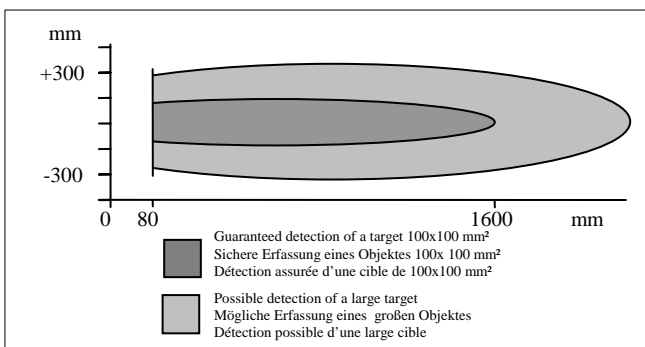 mm
+300
-300
0 80 1600 mm
Guaranteed detection of a target 100x100 mm²
Sichere Erfassung eines Objektes 100x 100 mm²
Détection assurée d’une cible de 100x100 mm²
Possible detection of a large target
Mögliche Erfassung eines großen Objektes
Détection possible d’une large cible